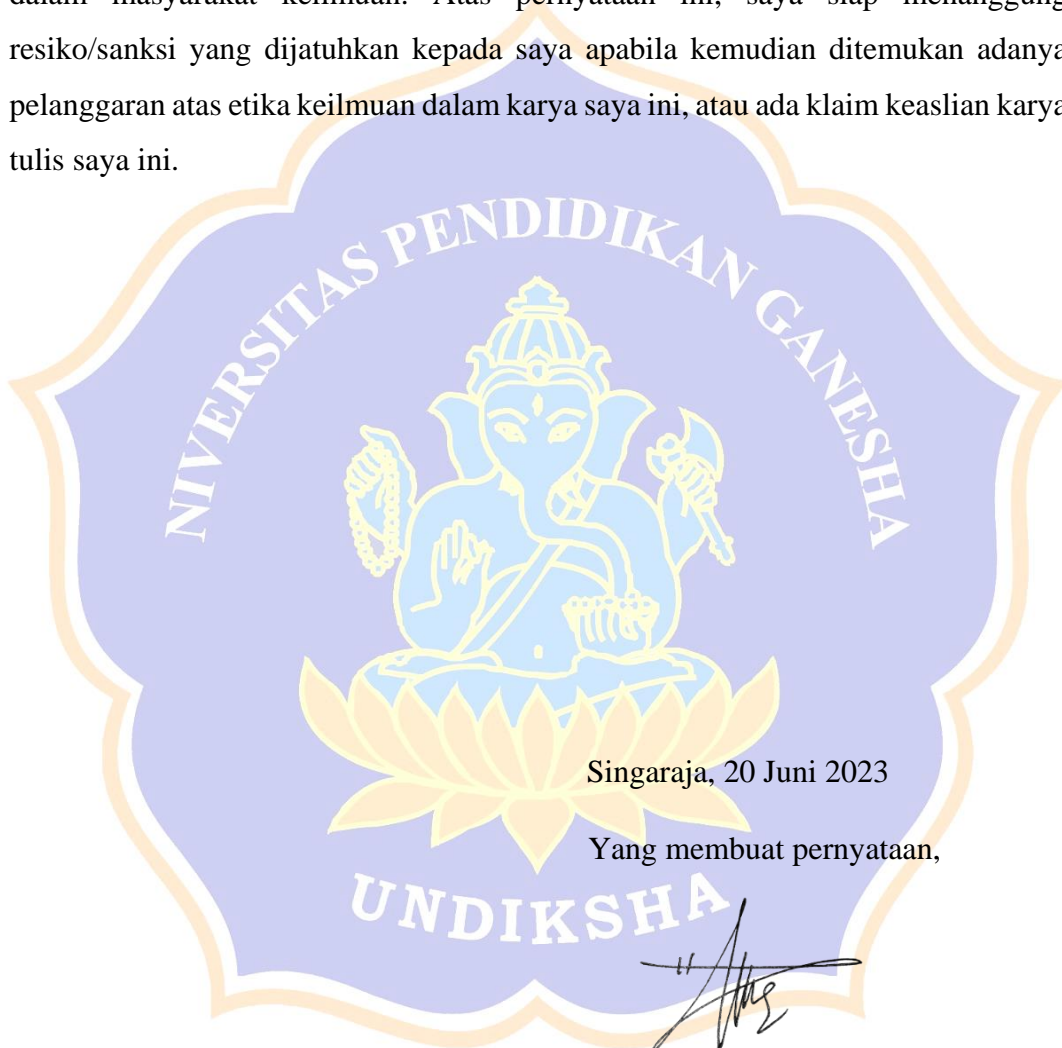 dalam masyarakat keilmuan. Atas pernyataan ini, saya siap menanggung
resiko/sanksi yang dijatuhkan kepada saya apabila kemudian ditemukan adanya
pelanggaran atas etika keilmuan dalam karya saya ini, atau ada klaim keaslian karya
tulis saya ini.
NIVERSITAS PENDIDIKAN GANESHA
Singaraja, 20 Juni 2023
Yang membuat pernyataan,
UNDIKSHA